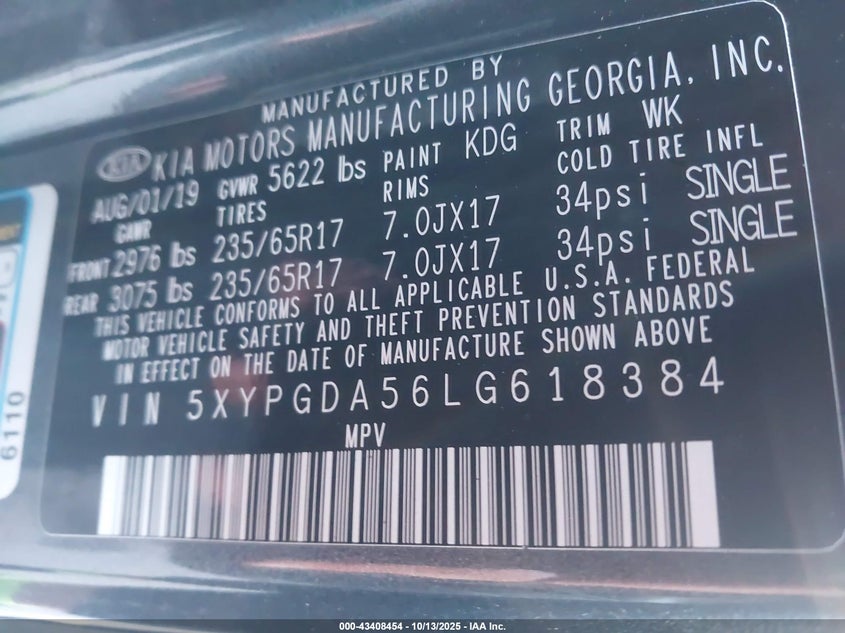 MANUFACTURED BY
KIA KIA MOTORS MANUFACTURING GEORGIA, INC.
AUG/01/19 GVWR 5622 lbs PAINT KDG TRIM WK
GAWR TIRES RIMS COLD TIRE INFL
FRONT 2976 lbs 235/65R17 7.0JX17 34psi SINGLE
REAR 3075 lbs 235/65R17 7.0JX17 34psi SINGLE
THIS VEHICLE CONFORMS TO ALL APPLICABLE U.S.A. FEDERAL
MOTOR VEHICLE SAFETY AND THEFT PREVENTION STANDARDS
IN EFFECT ON THE DATE OF MANUFACTURE SHOWN ABOVE
VIN 5XYPGDA56LG618384
MPV
6110
000-43408454 - 10/13/2025 - IAA Inc.